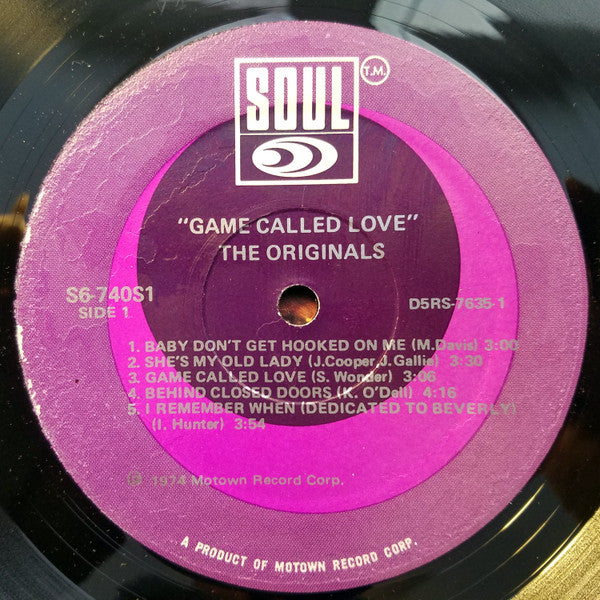 SOUL
T.M.
"GAME CALLED LOVE"
THE ORIGINALS
S6-740S1
SIDE 1
D5RS-7635-1
1. BABY DON'T GET HOOKED ON ME (M.Davis) 3:00
2. SHE'S MY OLD LADY (J.Cooper,J. Gallie) 3:30
3. GAME CALLED LOVE (S. Wonder) 3:06
4. BEHIND CLOSED DOORS (K. O'Dell) 4:16
5. I REMEMBER WHEN (DEDICATED TO BEVERLY)
(I. Hunter) 3:54
℗ 1974 Motown Record Corp.
A PRODUCT OF MOTOWN RECORD CORP.